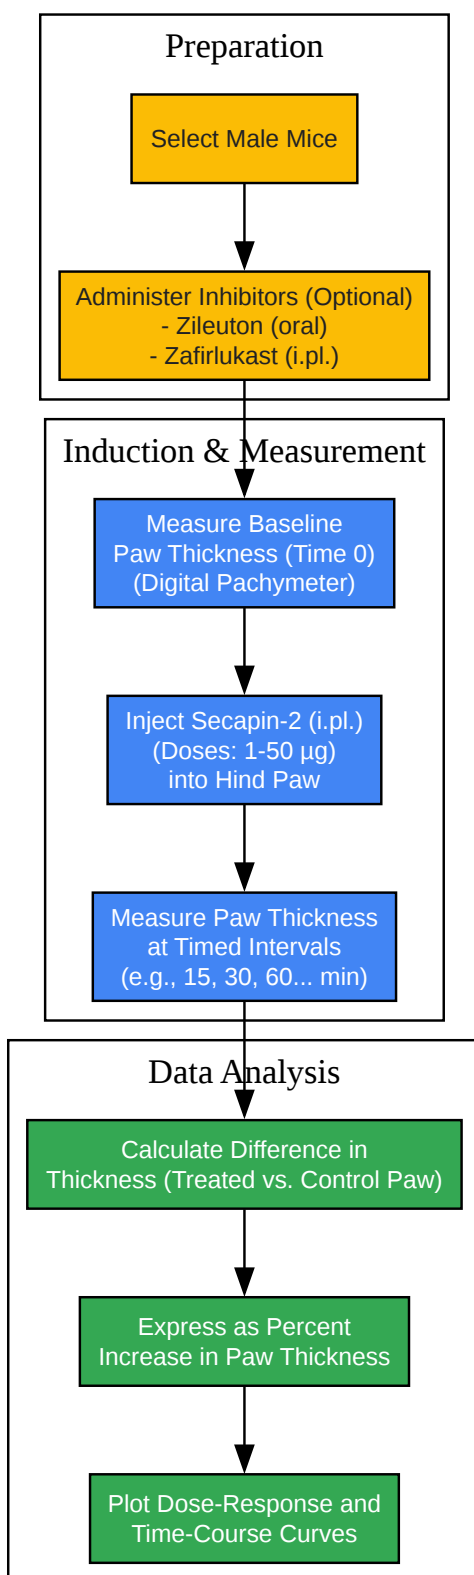 Preparation
Select Male Mice
Administer Inhibitors (Optional)
- Zileuton (oral)
- Zafirlukast (i.pl.)
Induction & Measurement
Measure Baseline
Paw Thickness (Time 0)
(Digital Pachymeter)
Inject Secapin-2 (i.pl.)
(Doses: 1-50 µg)
into Hind Paw
Measure Paw Thickness
at Timed Intervals
(e.g., 15, 30, 60... min)
Data Analysis
Calculate Difference in
Thickness (Treated vs. Control Paw)
Express as Percent
Increase in Paw Thickness
Plot Dose-Response and
Time-Course Curves